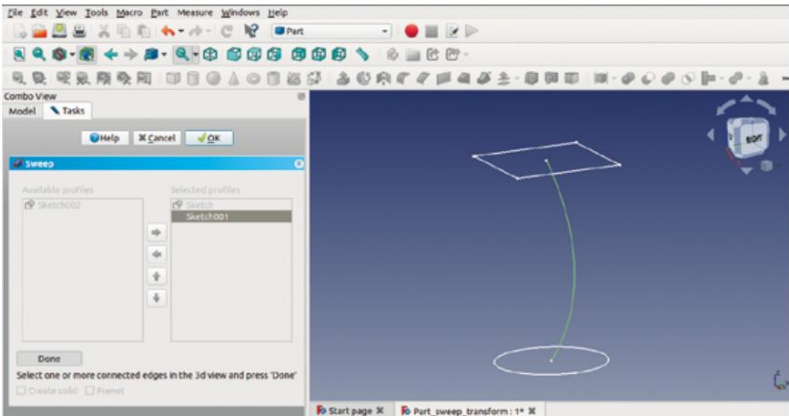 File Edit View Tools Macro Part Measure Windows Help
Part
Combo View
Model Tasks
Help Cancel OK
Sweep
Available profiles Selected profiles
Sketch002 Sketch
Sketch001
Done
Select one or more connected edges in the 3d view and press 'Done'
Create solid Frenet
RIGHT
Start page Part_sweep_transform : 1*